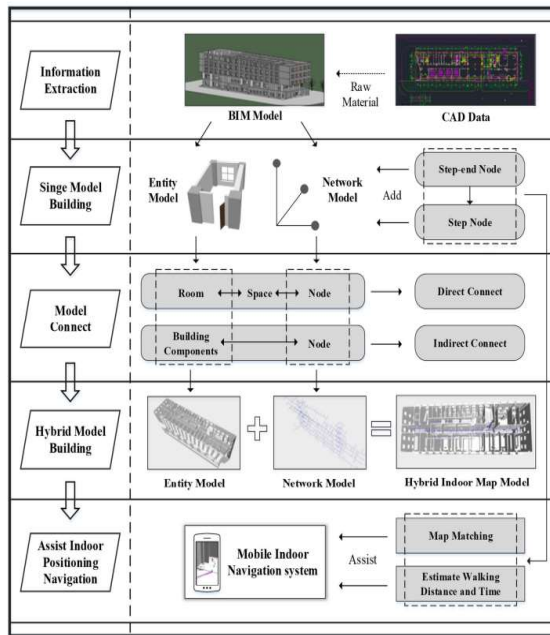 Information
Extraction
BIM Model
Raw
Material
CAD Data
Singe Model
Building
Entity
Model
Network
Model
Add
Step-end Node
Step Node
Model
Connect
Room
Space
Node
Direct Connect
Building
Components
Node
Indirect Connect
Hybrid Model
Building
Entity Model
Network Model
Hybrid Indoor Map Model
Assist Indoor
Positioning
Navigation
Mobile Indoor
Navigation system
Assist
Map Matching
Estimate Walking
Distance and Time